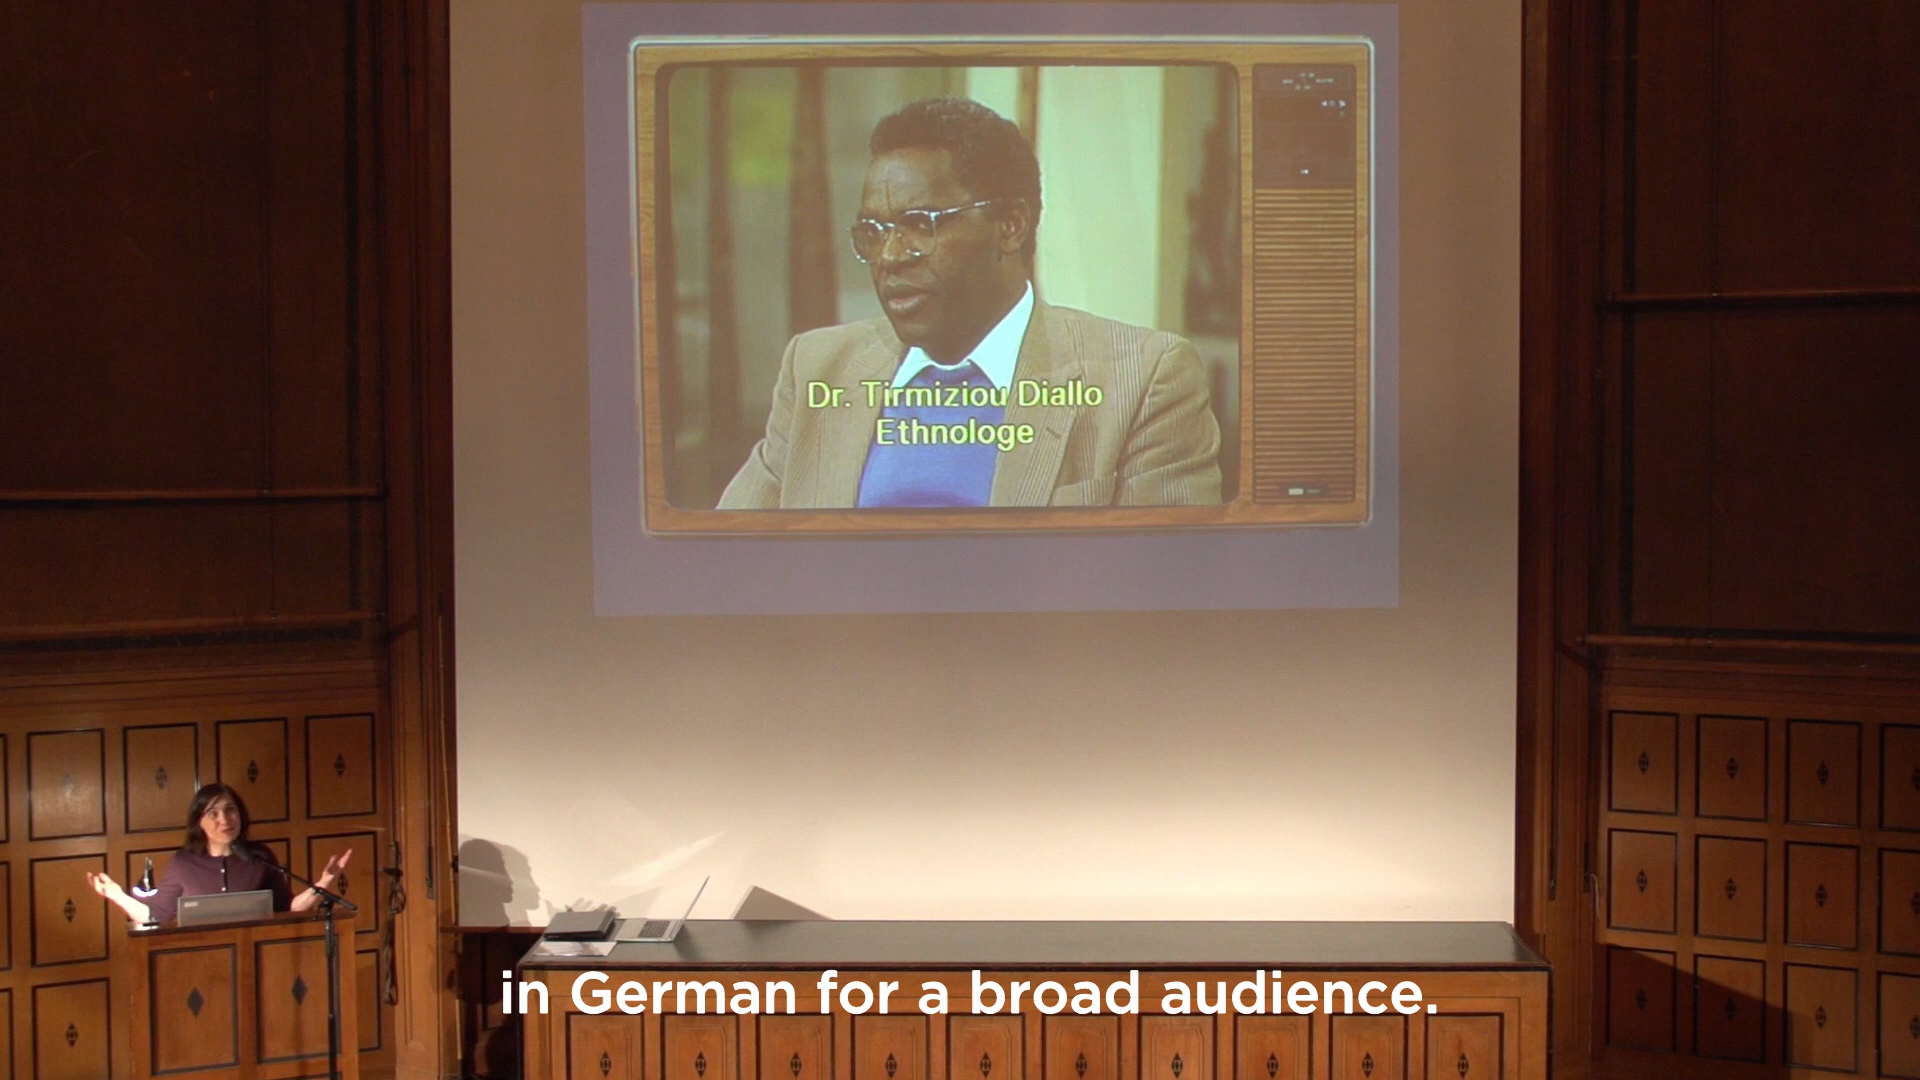 Dr. Tirmiziou Diallo
Ethnologe
in German for a broad audience.